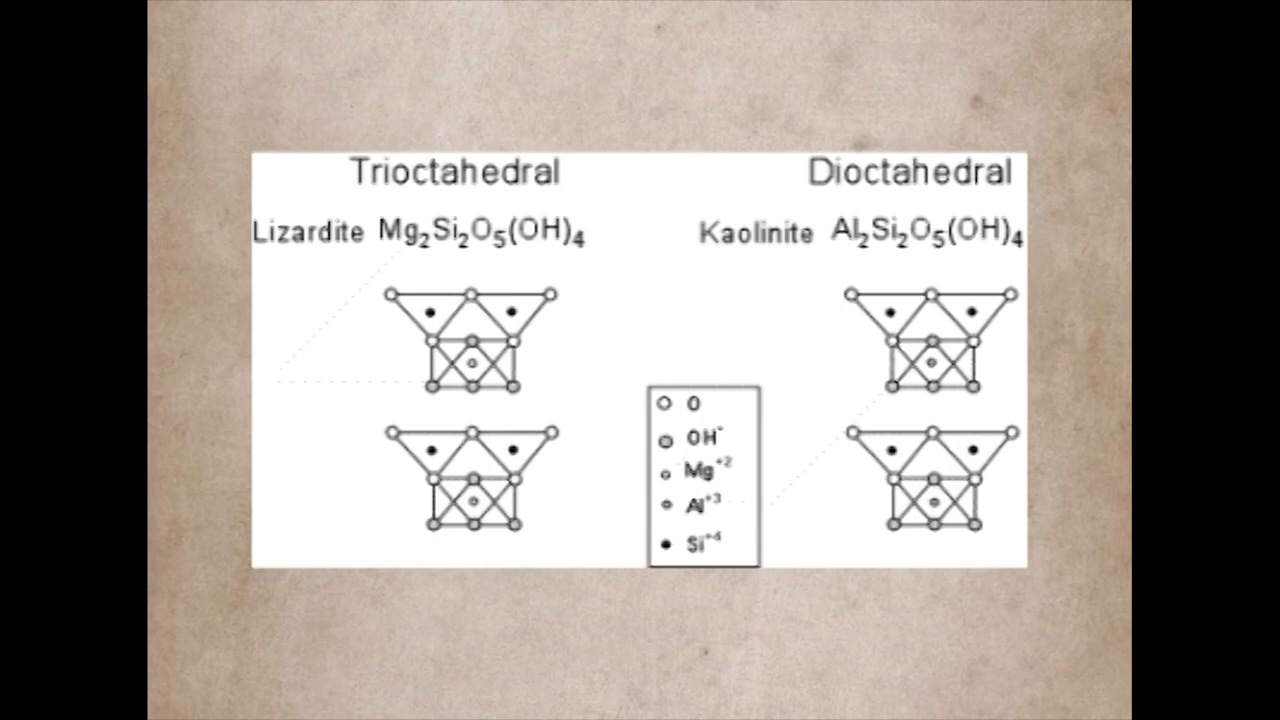 Trioctahedral
Dioctahedral
Lizardite Mg₂Si₂O₅(OH)₄
Kaolinite Al₂Si₂O₅(OH)₄
O
OH⁻
Mg⁺²
Al⁺³
Si⁺⁴